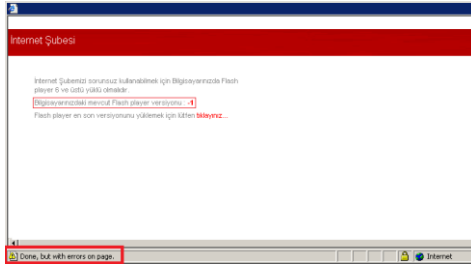 İnternet Şubesi
İnternet Şubemizi sorunsuz kullanabilmek için Bilgisayarınızda Flash
player 6 ve üstü yüklü olmalıdır.
Bilgisayarınızdaki mevcut Flash player versiyonu : -1
Flash player en son versiyonunu yüklemek için lütfen tıklayınız...
Done, but with errors on page.
Internet